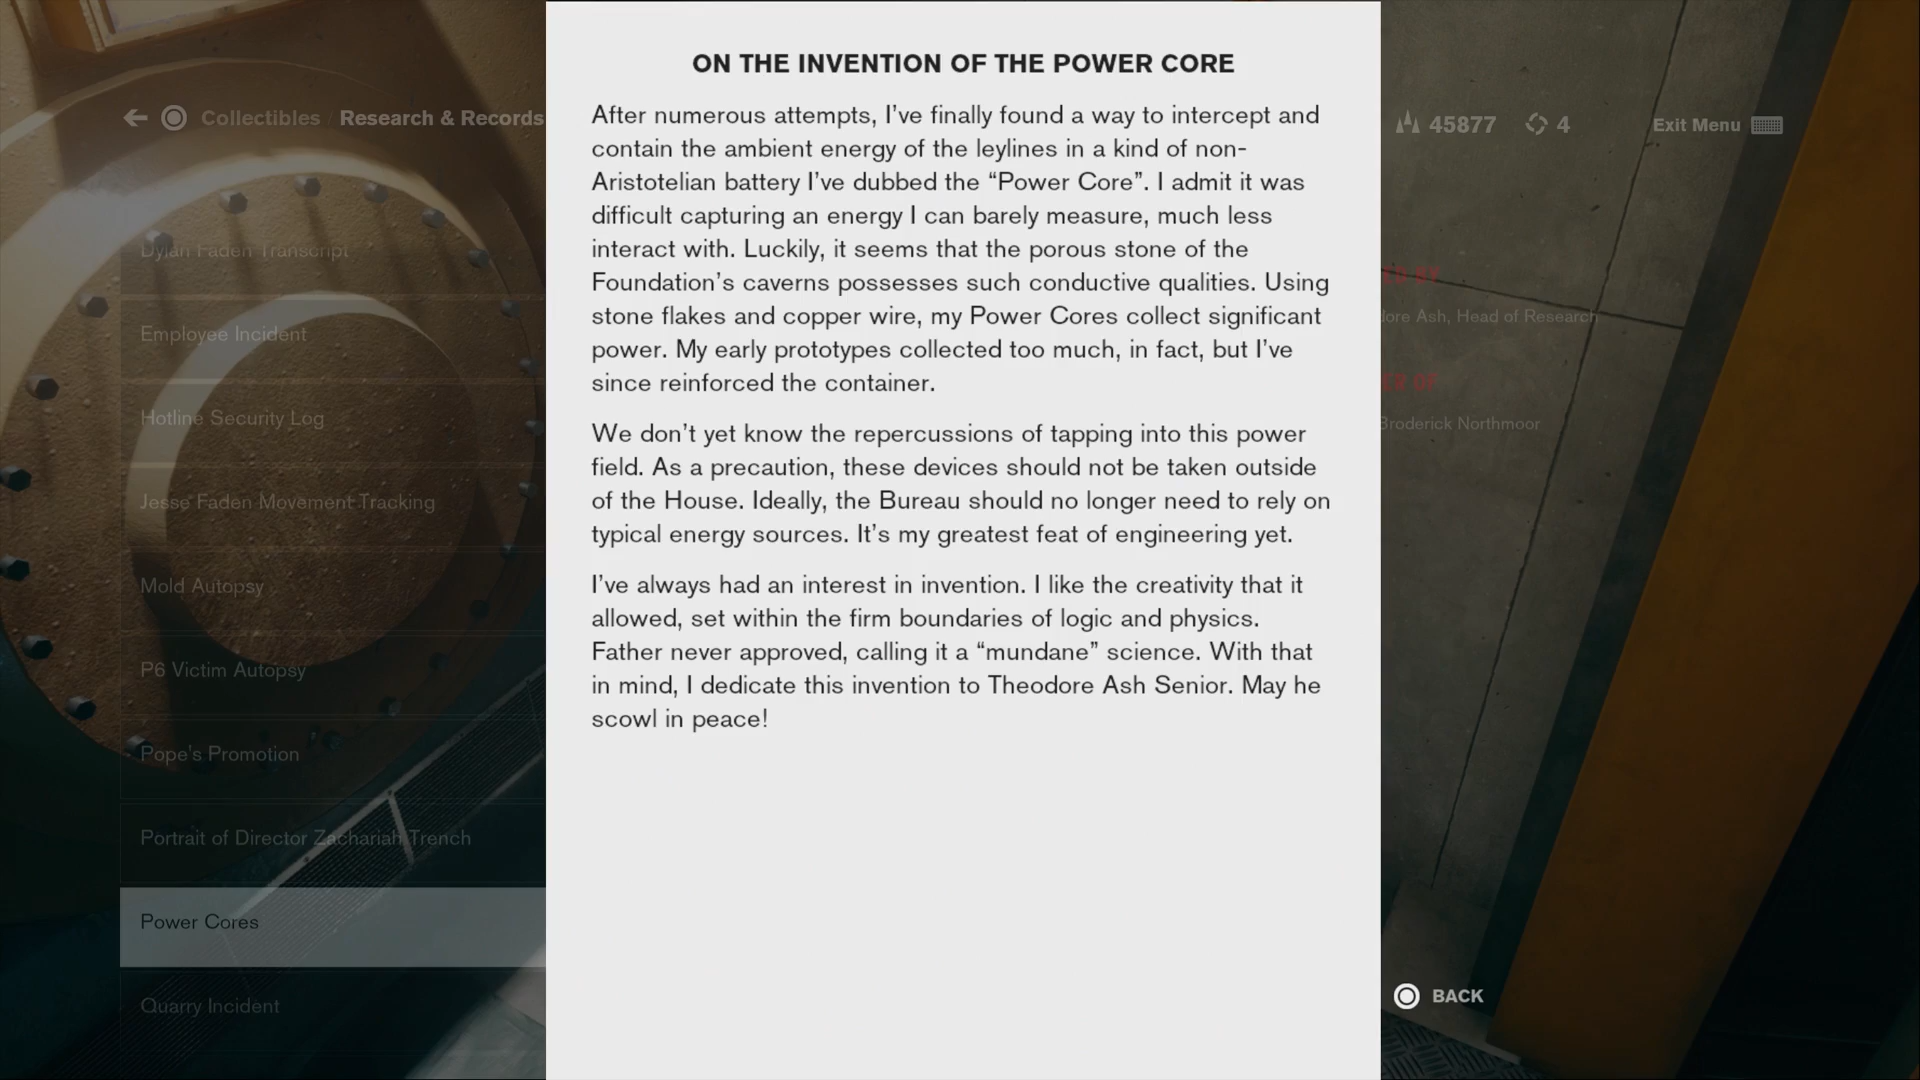 ON THE INVENTION OF THE POWER CORE
After numerous attempts, I've finally found a way to intercept and
contain the ambient energy of the leylines in a kind of non-
Aristotelian battery I've dubbed the “Power Core”. I admit it was
difficult capturing an energy I can barely measure, much less
interact with. Luckily, it seems that the porous stone of the
Foundation's caverns possesses such conductive qualities. Using
stone flakes and copper wire, my Power Cores collect significant
power. My early prototypes collected too much, in fact, but I've
since reinforced the container.
We don't yet know the repercussions of tapping into this power
field. As a precaution, these devices should not be taken outside
of the House. Ideally, the Bureau should no longer need to rely on
typical energy sources. It's my greatest feat of engineering yet.
I've always had an interest in invention. I like the creativity that it
allowed, set within the firm boundaries of logic and physics.
Father never approved, calling it a “mundane” science. With that
in mind, I dedicate this invention to Theodore Ash Senior. May he
scowl in peace!
Collectibles / Research & Records
Dylan Faden Transcript
Employee Incident
Hotline Security Log
Jesse Faden Movement Tracking
Mold Autopsy
P6 Victim Autopsy
Pope's Promotion
Portrait of Director Zachariah Trench
Power Cores
Quarry Incident
45877 4 Exit Menu
BY
Ash, Head of Research
OF
Broderick Northmoor
BACK